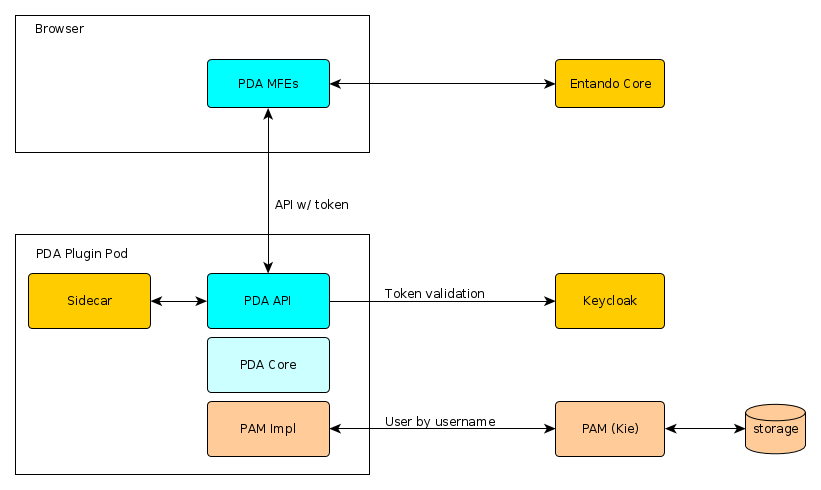 Browser
PDA MFEs
Entando Core
API w/ token
PDA Plugin Pod
Sidecar
PDA API
Token validation
Keycloak
PDA Core
PAM Impl
User by username
PAM (Kie)
storage